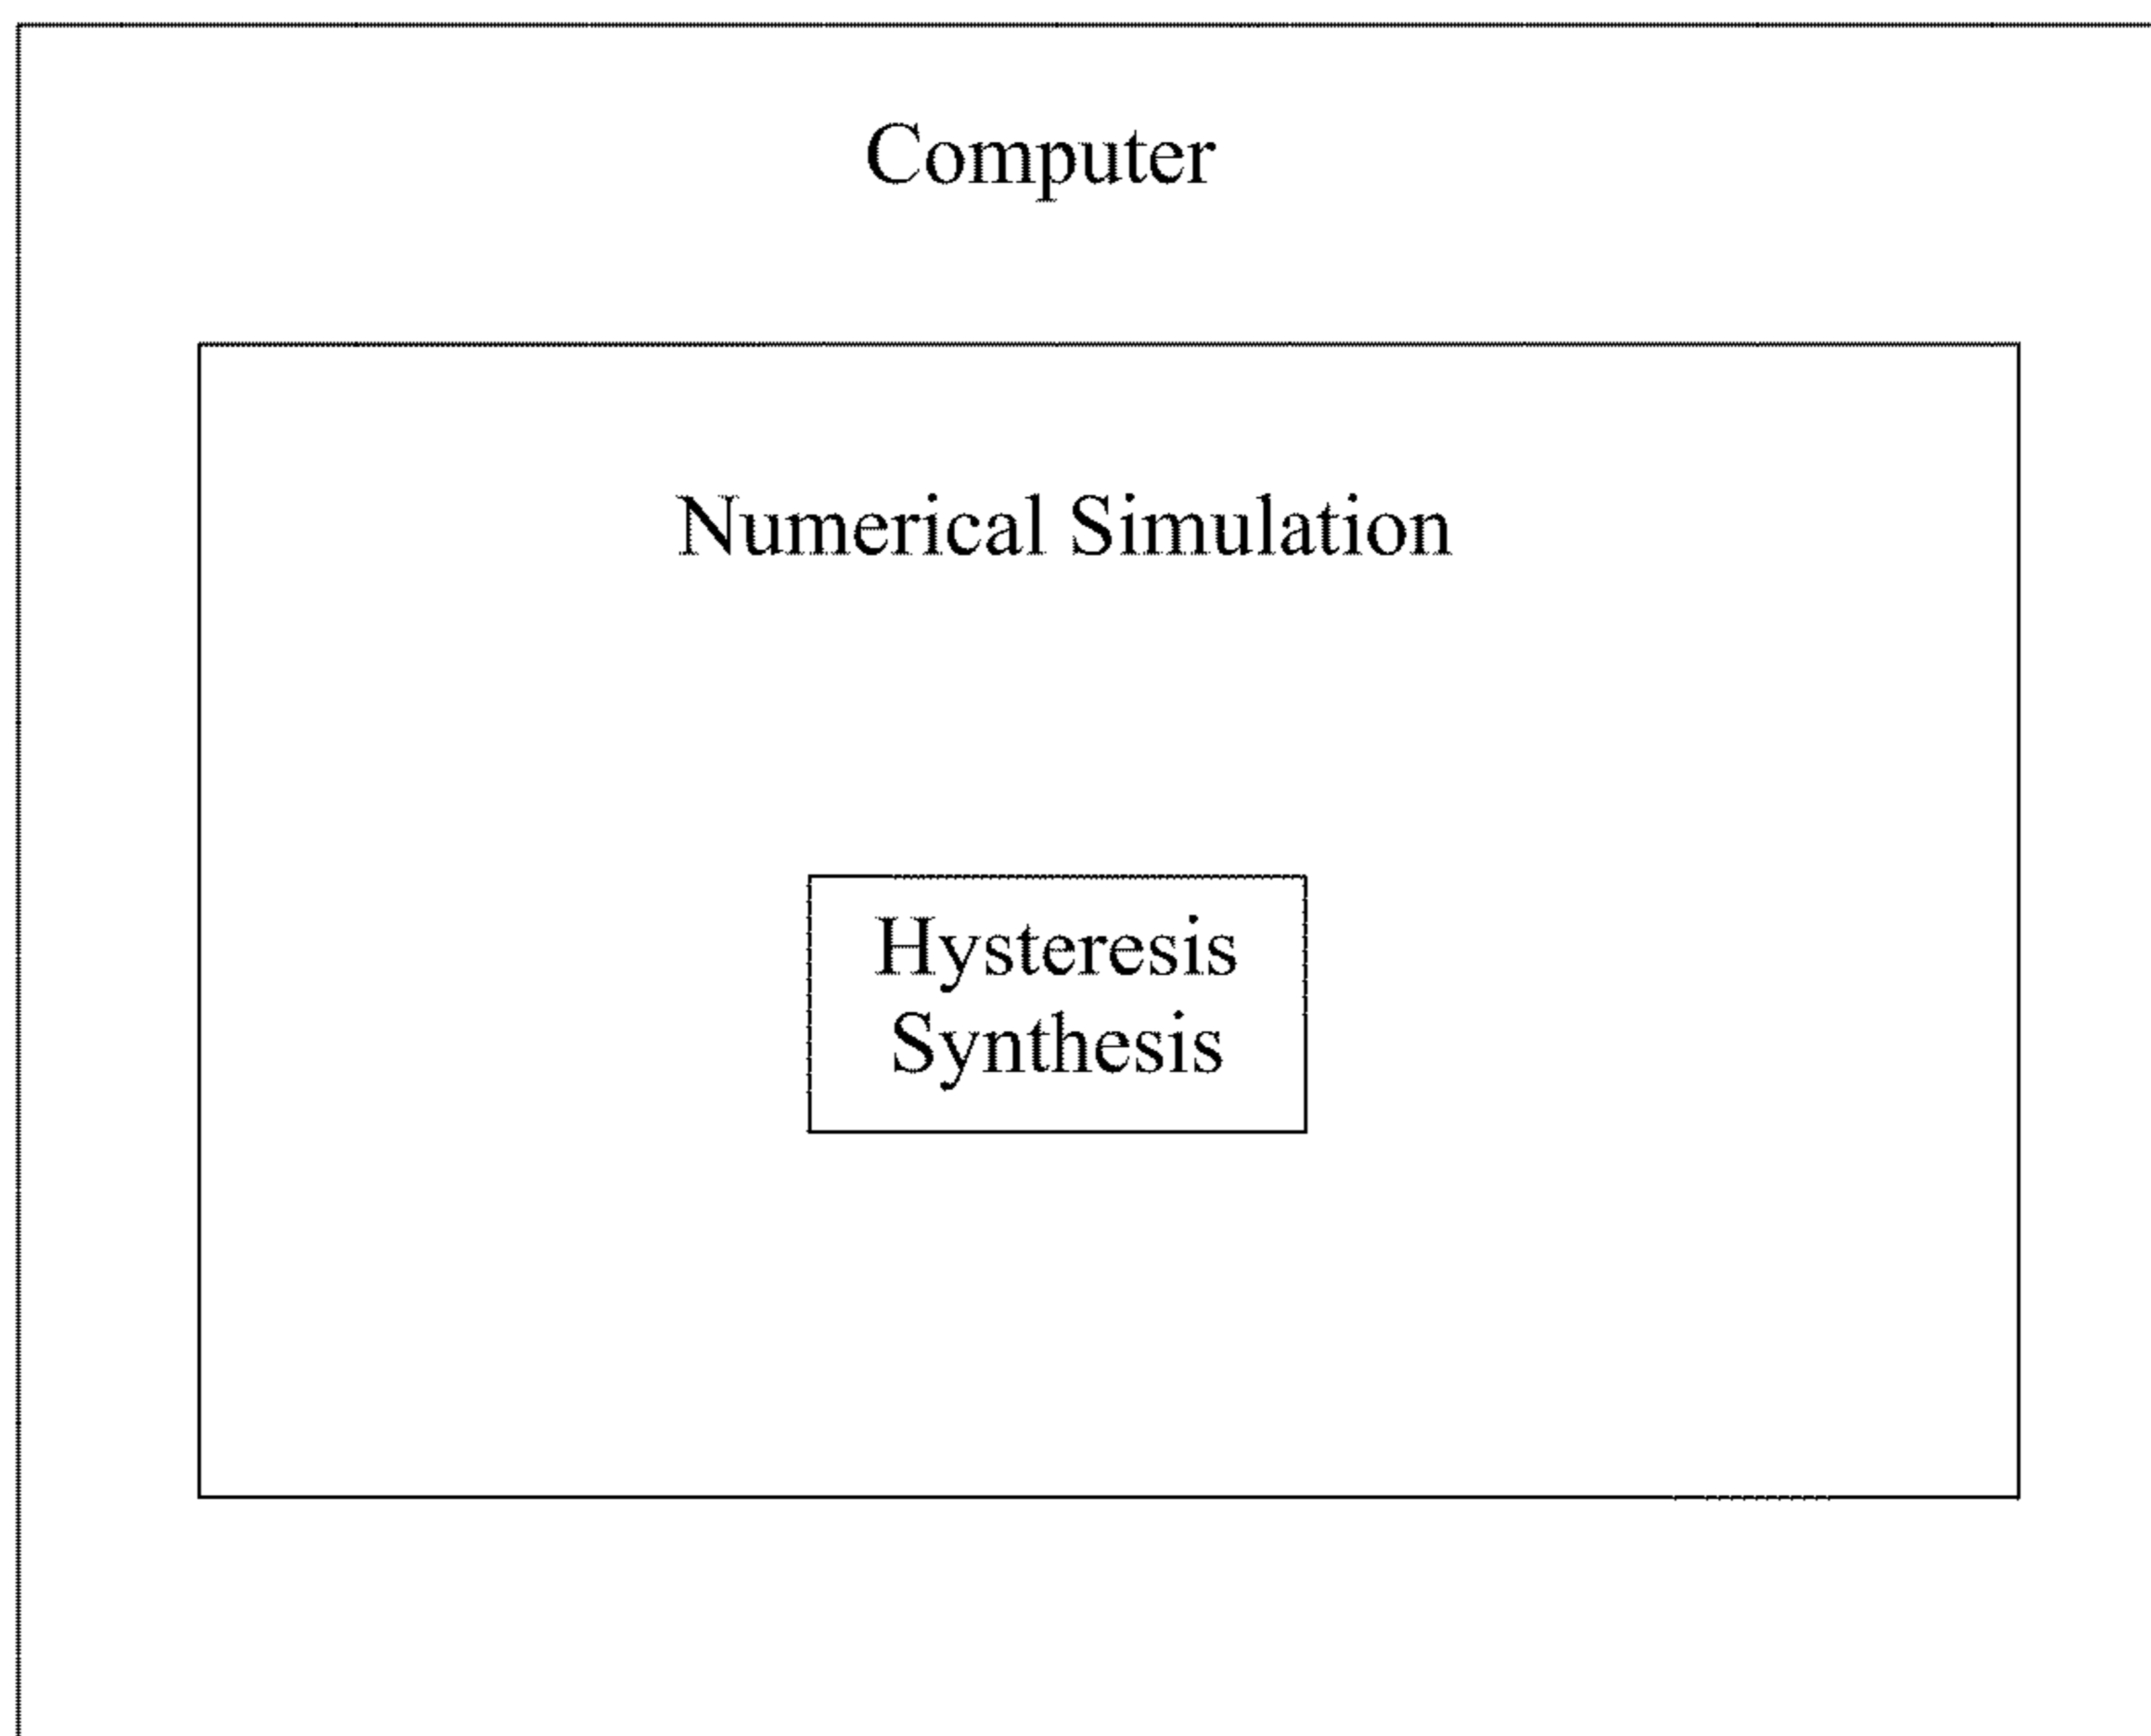 Computer
Numerical Simulation
Hysteresis
Synthesis